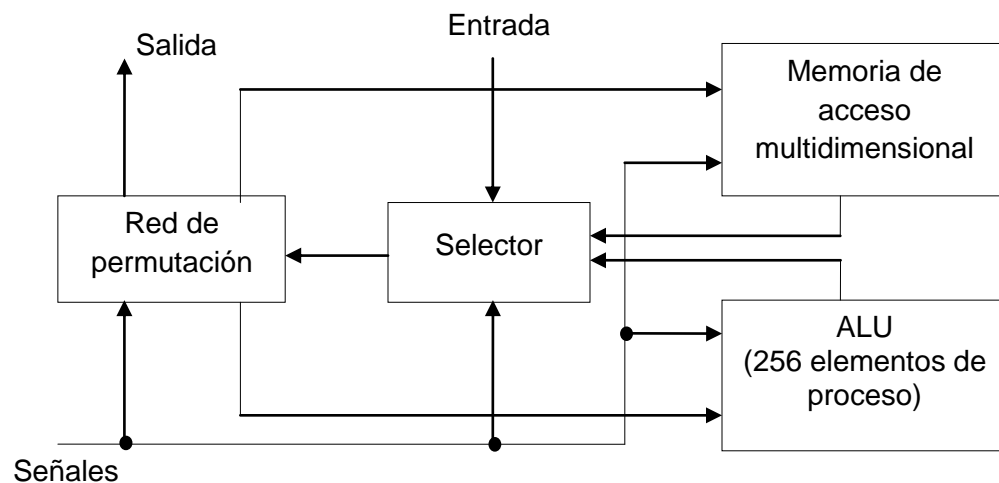 Salida
Entrada
Memoria de
acceso
multidimensional
Red de
permutación
Selector
ALU
(256 elementos de
proceso)
Señales